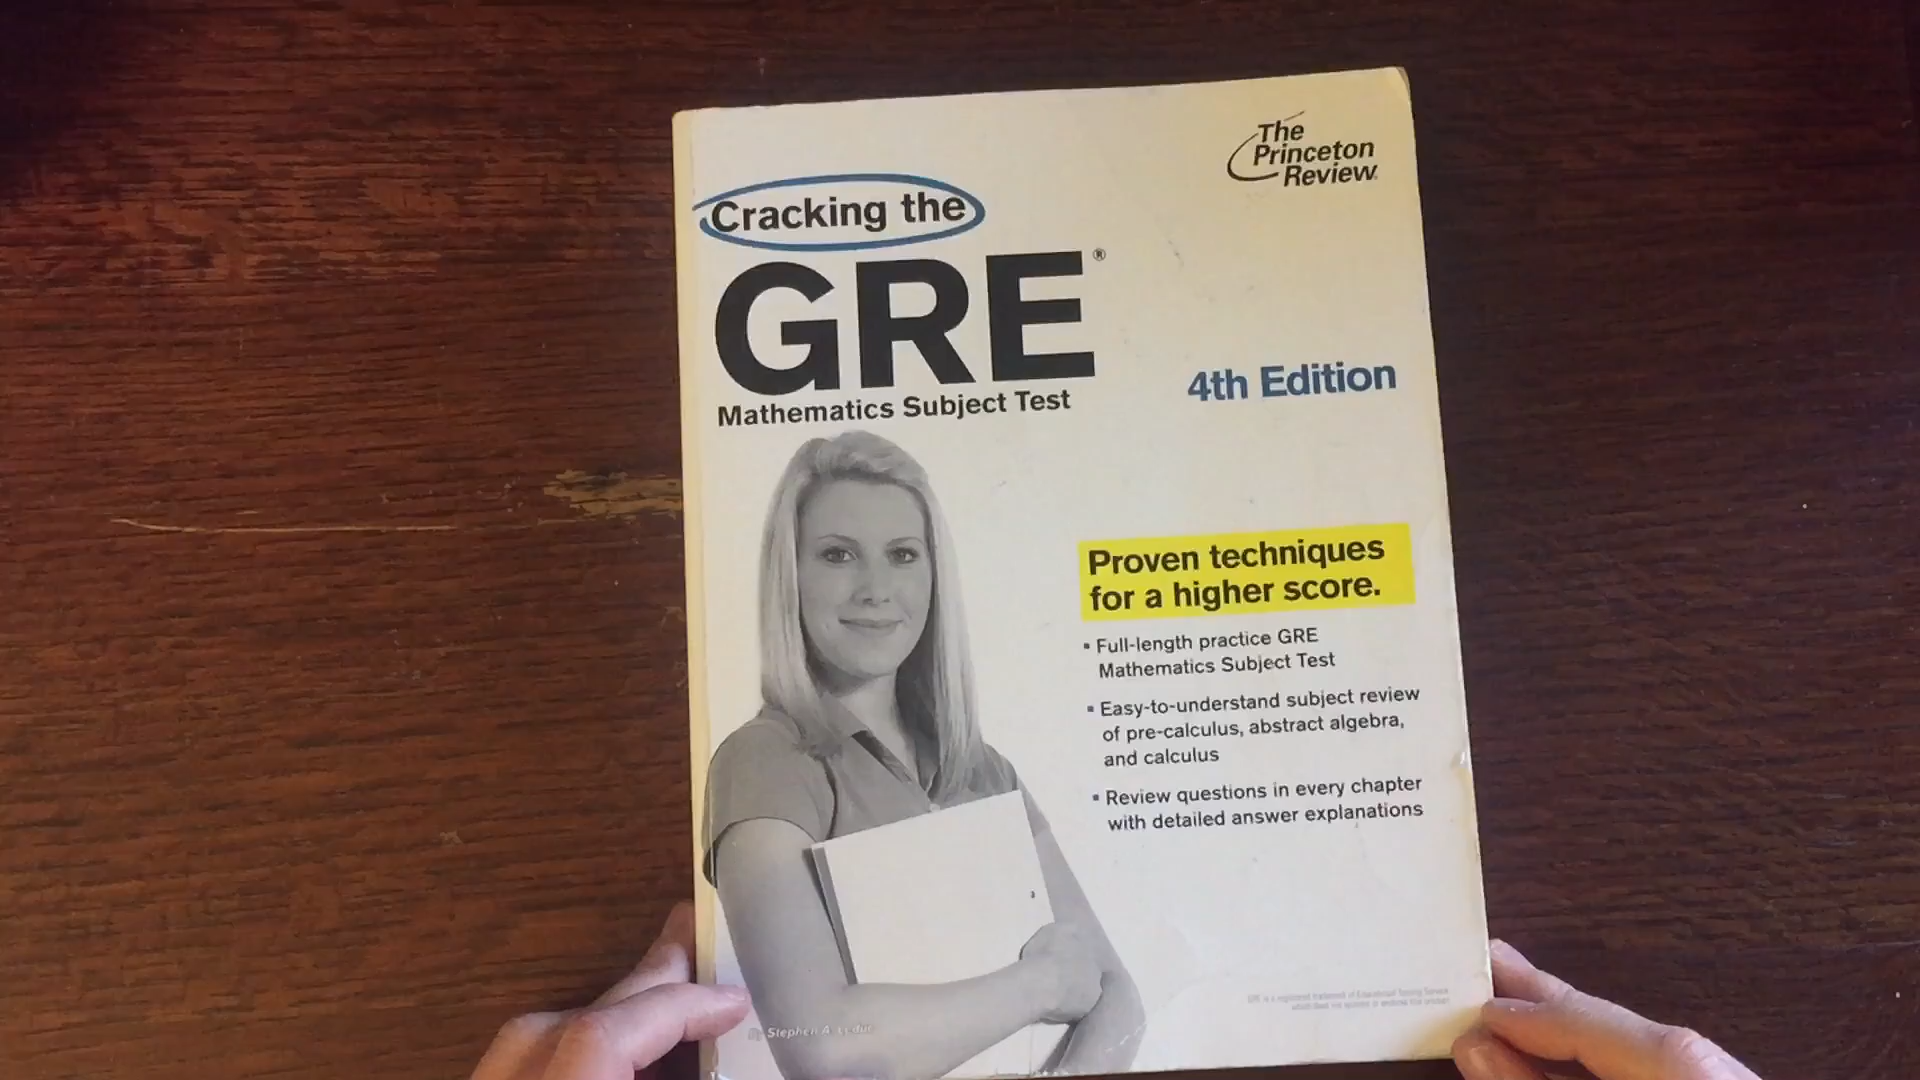 The
Princeton
Review
Cracking the
GRE®
Mathematics Subject Test
4th Edition
Proven techniques
for a higher score.
▪ Full-length practice GRE
Mathematics Subject Test
▪ Easy-to-understand subject review
of pre-calculus, abstract algebra,
and calculus
▪ Review questions in every chapter
with detailed answer explanations
By Stephen A. Leduc